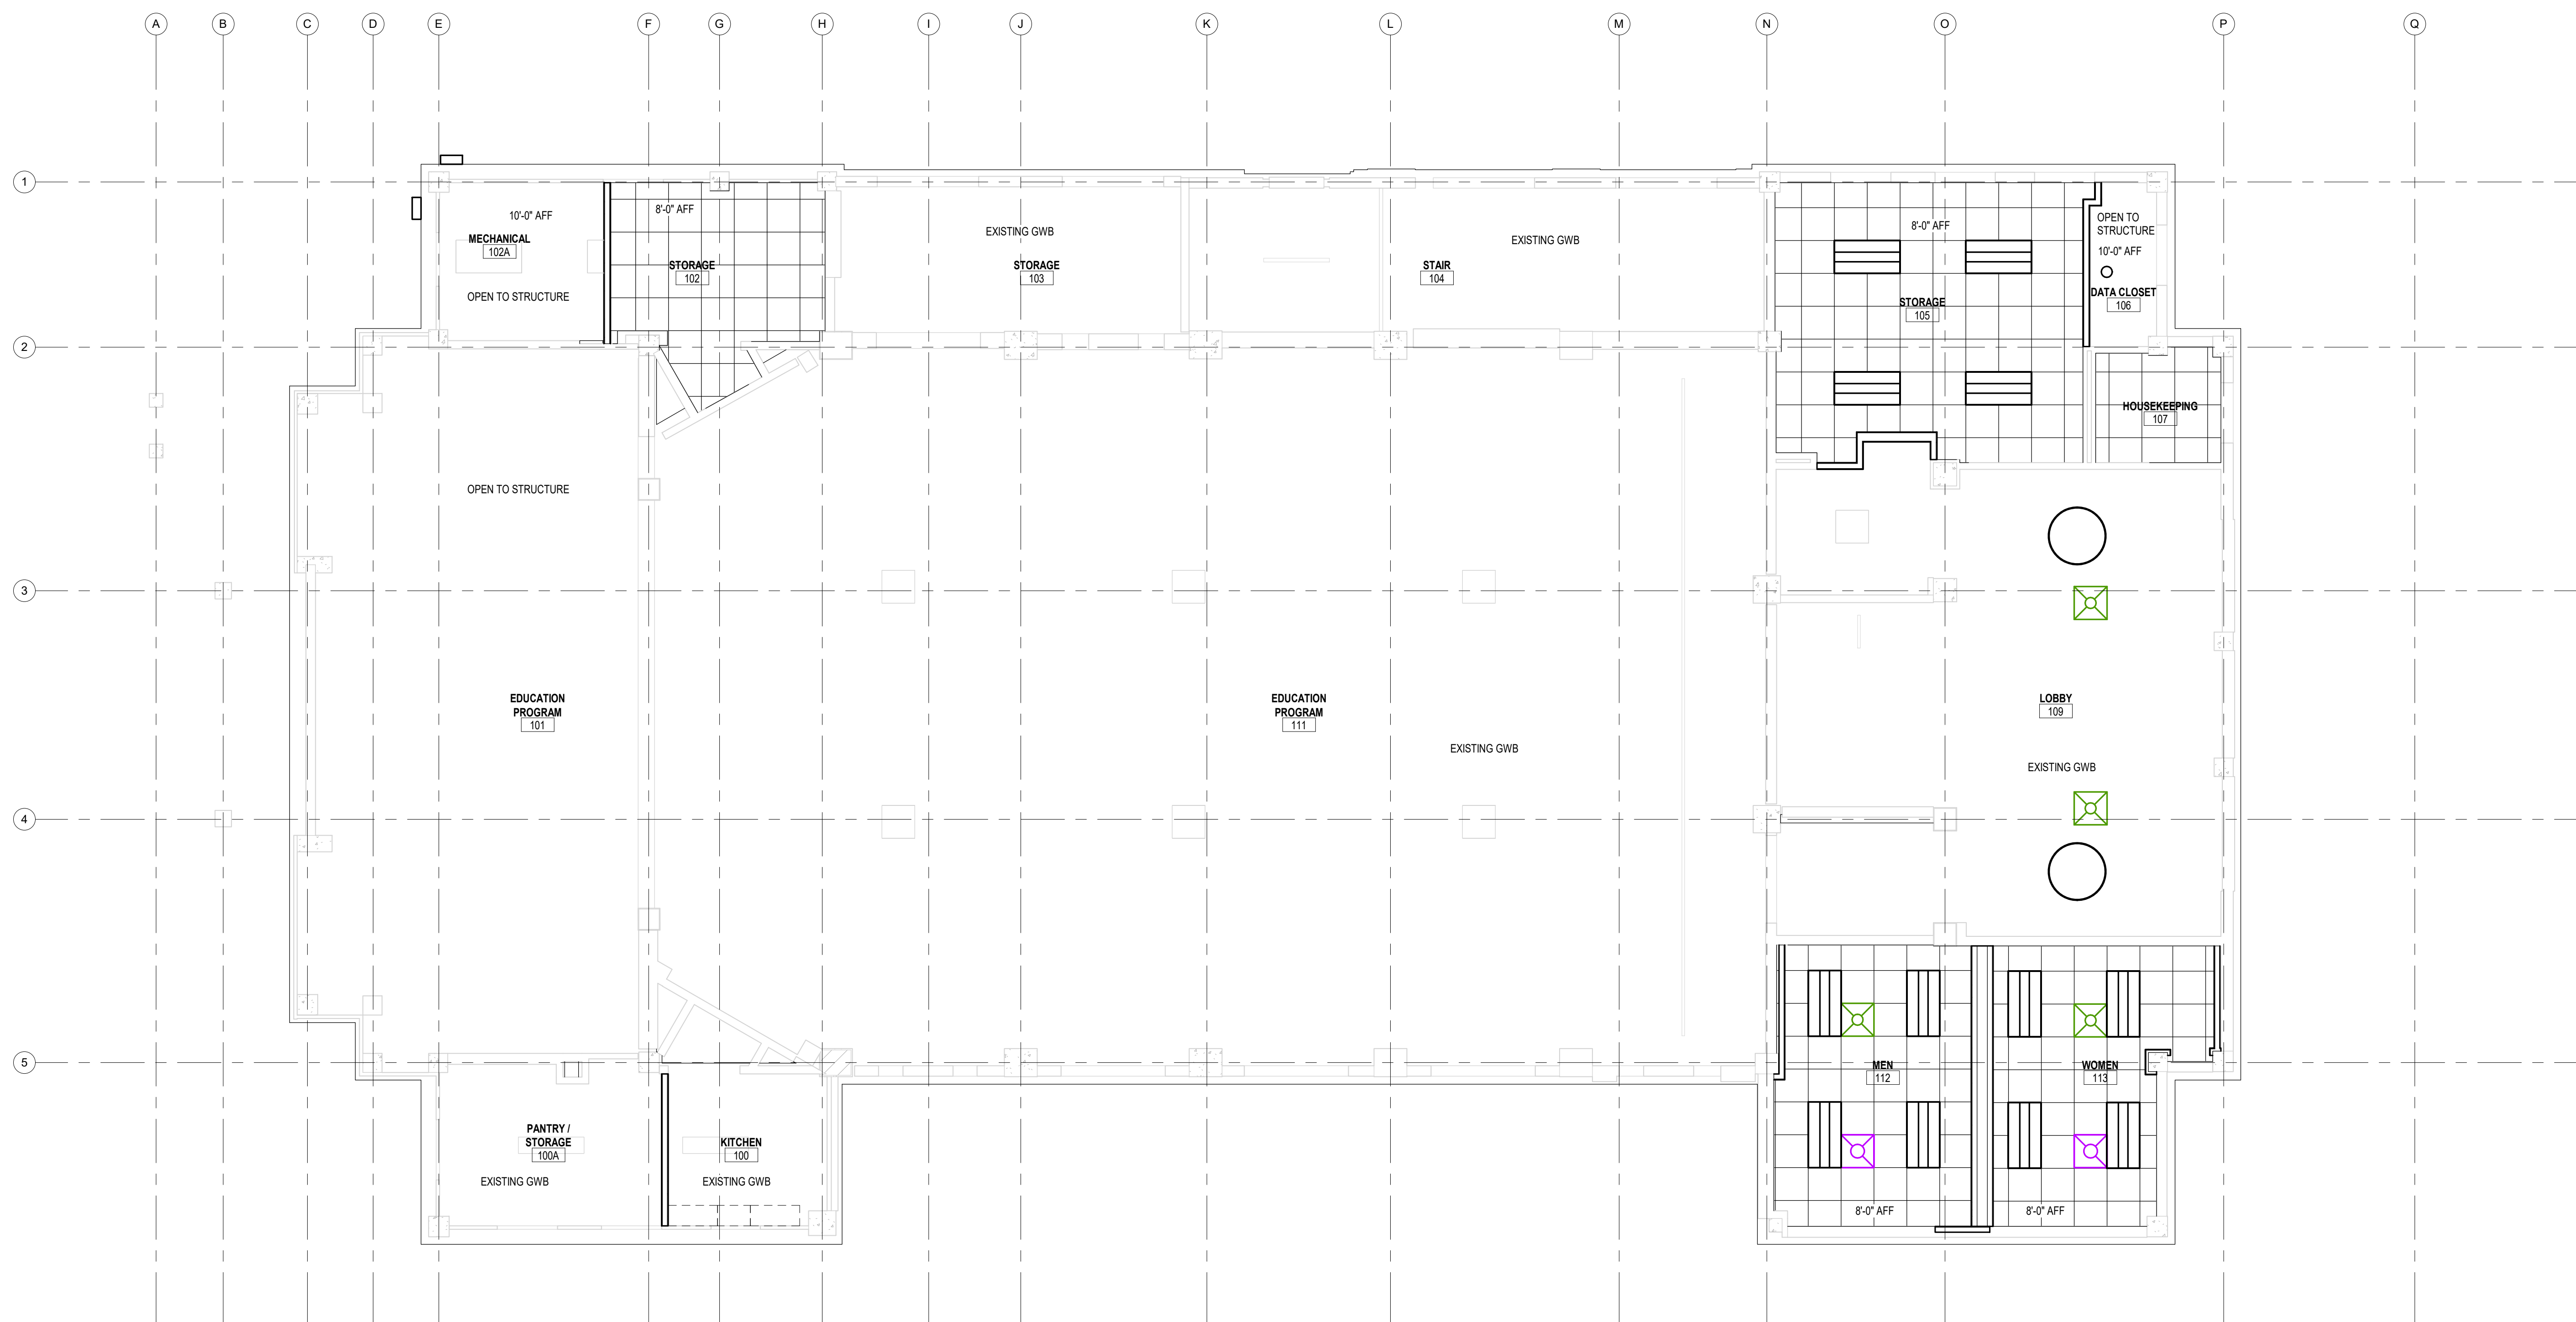 A B C D E F G H I J K L M N O P Q
1
10'-0" AFF
MECHANICAL
102A
OPEN TO STRUCTURE
8'-0" AFF
STORAGE
102
EXISTING GWB
STORAGE
103
EXISTING GWB
STAIR
104
8'-0" AFF
STORAGE
105
OPEN TO
STRUCTURE
10'-0" AFF
DATA CLOSET
106
2
HOUSEKEEPING
107
OPEN TO STRUCTURE
3
EDUCATION
PROGRAM
101
EDUCATION
PROGRAM
111
EXISTING GWB
LOBBY
109
EXISTING GWB
4
5
MEN
112
WOMEN
113
PANTRY /
STORAGE
100A
EXISTING GWB
KITCHEN
100
EXISTING GWB
8'-0" AFF
8'-0" AFF